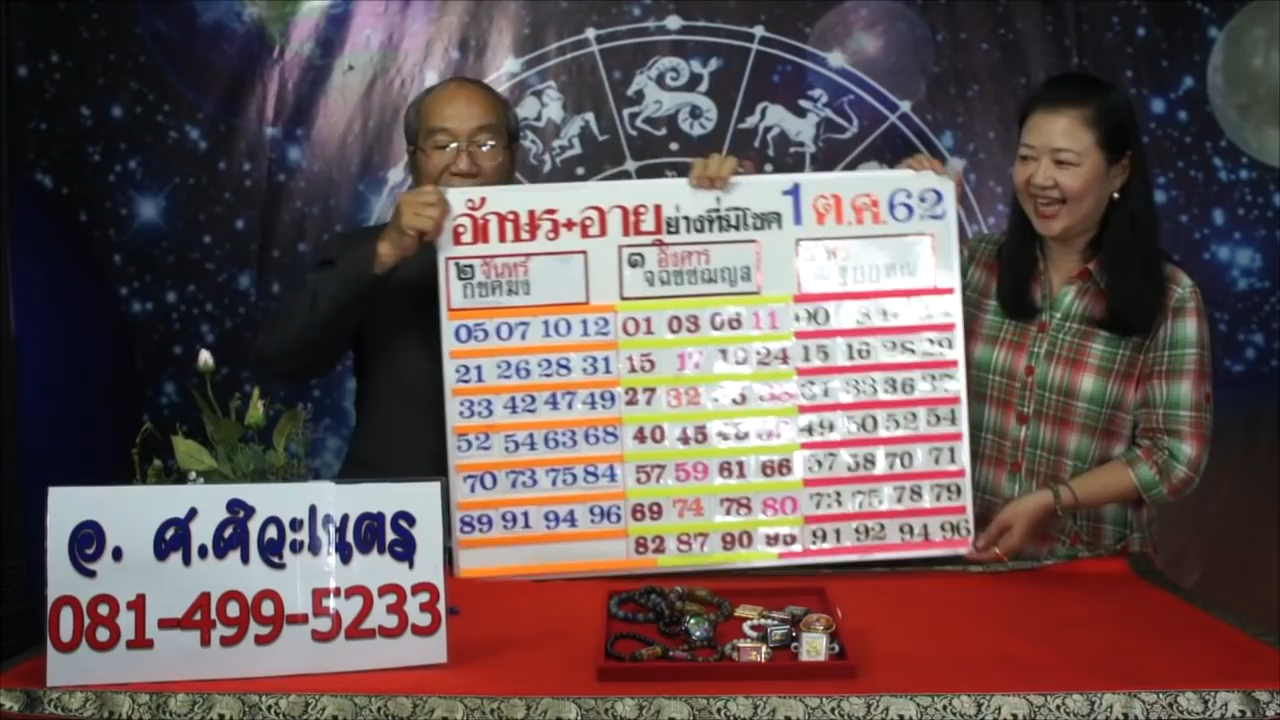 อักษร+อายุย่างที่มีโชค 1 ต.ค.62
๒ จันทร์
กขคฆง
๑ อังคาร
จฉชซฌญส
05 07 10 12
01 03 06 11
00
21 26 28 31
15 17 19 24
15 16 28 29
33 42 47 49
27 32
31 33 36 37
52 54 63 68
40 45
49 50 52 54
70 73 75 84
57 59 61 66
57 58 70 71
89 91 94 96
69 74 78 80
73 75 78 79
82 87 90
91 92 94 96
อ. ศ.ศิวะเนตร
081-499-5233